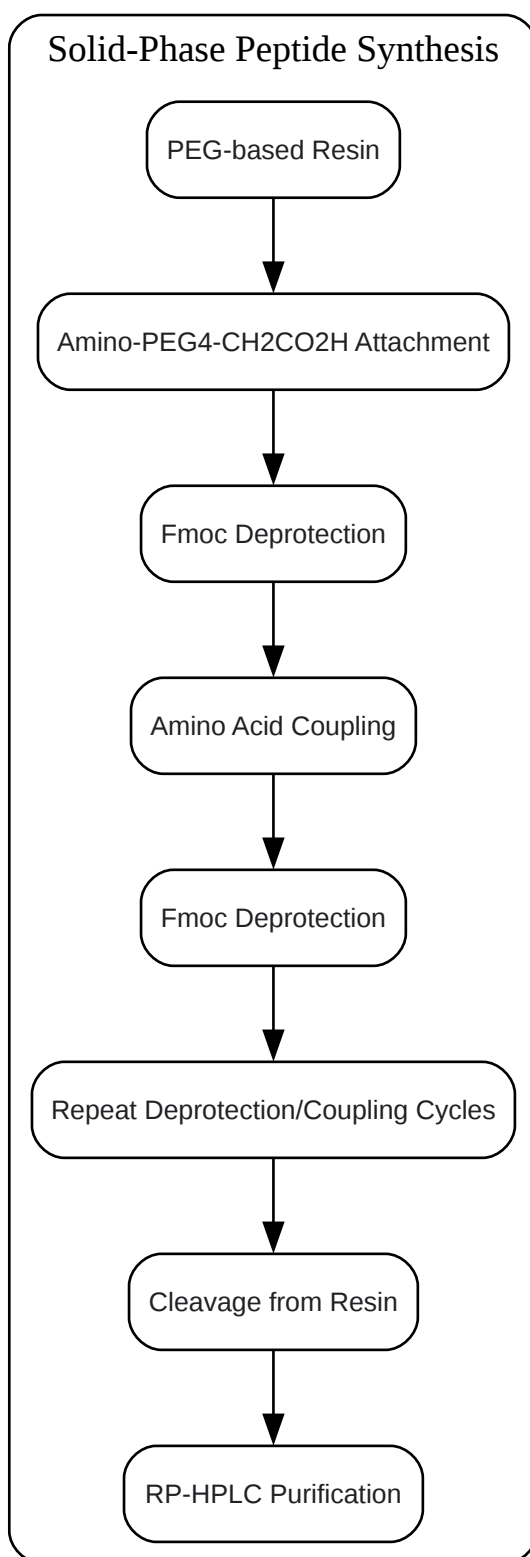 Solid-Phase Peptide Synthesis
PEG-based Resin
Amino-PEG4-CH2CO2H Attachment
Fmoc Deprotection
Amino Acid Coupling
Fmoc Deprotection
Repeat Deprotection/Coupling Cycles
Cleavage from Resin
RP-HPLC Purification